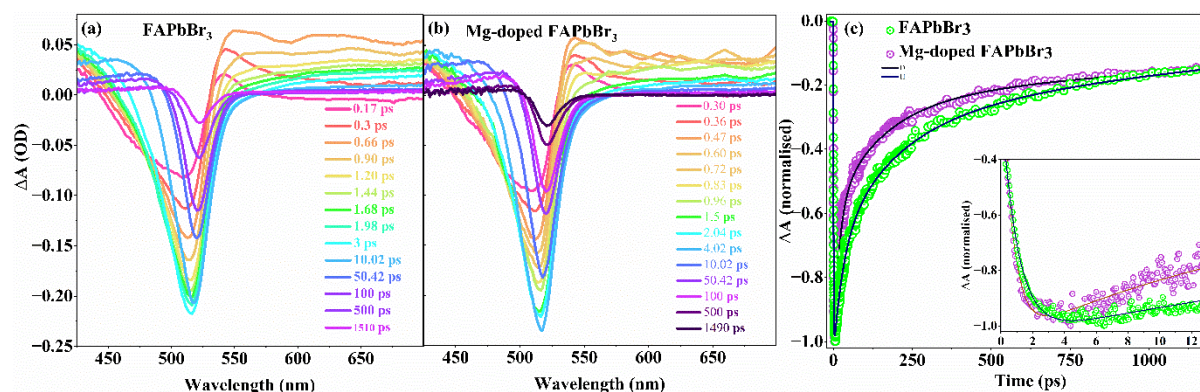 (a) FAPbBr3
ΔA (OD)
0.05
0.00
−0.05
−0.10
−0.15
−0.20
−0.25
450 500 550 600 650
Wavelength (nm)
0.17 ps
0.3 ps
0.66 ps
0.90 ps
1.20 ps
1.44 ps
1.68 ps
1.98 ps
3 ps
10.02 ps
50.42 ps
100 ps
500 ps
1510 ps
(b) Mg-doped FAPbBr3
450 500 550 600 650
Wavelength (nm)
0.30 ps
0.36 ps
0.47 ps
0.60 ps
0.72 ps
0.83 ps
0.96 ps
1.5 ps
2.04 ps
4.02 ps
10.02 ps
50.42 ps
100 ps
500 ps
1490 ps
(c) FAPbBr3
Mg-doped FAPbBr3
ΔA (normalised)
0.0
−0.2
−0.4
−0.6
−0.8
−1.0
0 250 500 750 1000
Time (ps)
ΔA (normalised)
−0.4
−0.6
−0.8
−1.0
0 2 4 6 8 10 12